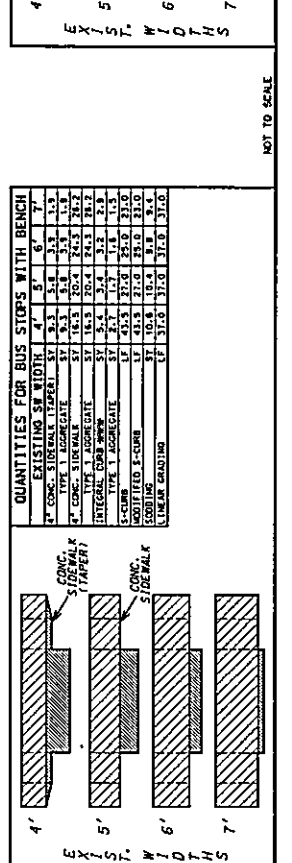 4'
5'
6'
7'
EXIST. WIDTHS
CONC.
SIDEWALK
(TAPER)
CONC.
SIDEWALK
QUANTITIES FOR BUS STOPS WITH BENCH
EXISTING SW WIDTH 4' 5' 6' 7'
4" CONC. SIDEWALK (TAPER) SY 9.3 5.8 3.9 1.9
TYPE 1 AGGREGATE SY 9.3 5.8 3.9 1.9
4" CONC. SIDEWALK SY 16.5 20.4 24.3 28.2
TYPE 1 AGGREGATE SY 16.5 20.4 24.3 28.2
INTEGRAL CURB SY 5.4 3.4 3.2 2.9
TYPE 1 AGGREGATE SY 2.7 1.7 1.6 1.5
S-CURB LF 43.5 27.0 25.0 23.0
MODIFIED S-CURB LF 43.5 27.0 25.0 23.0
SODDING SY 10.6 10.4 9.8 9.4
LINEAR GRADING LF 37.0 37.0 37.0 37.0
NOT TO SCALE
4
5
6
7
EXIST. WIDTHS